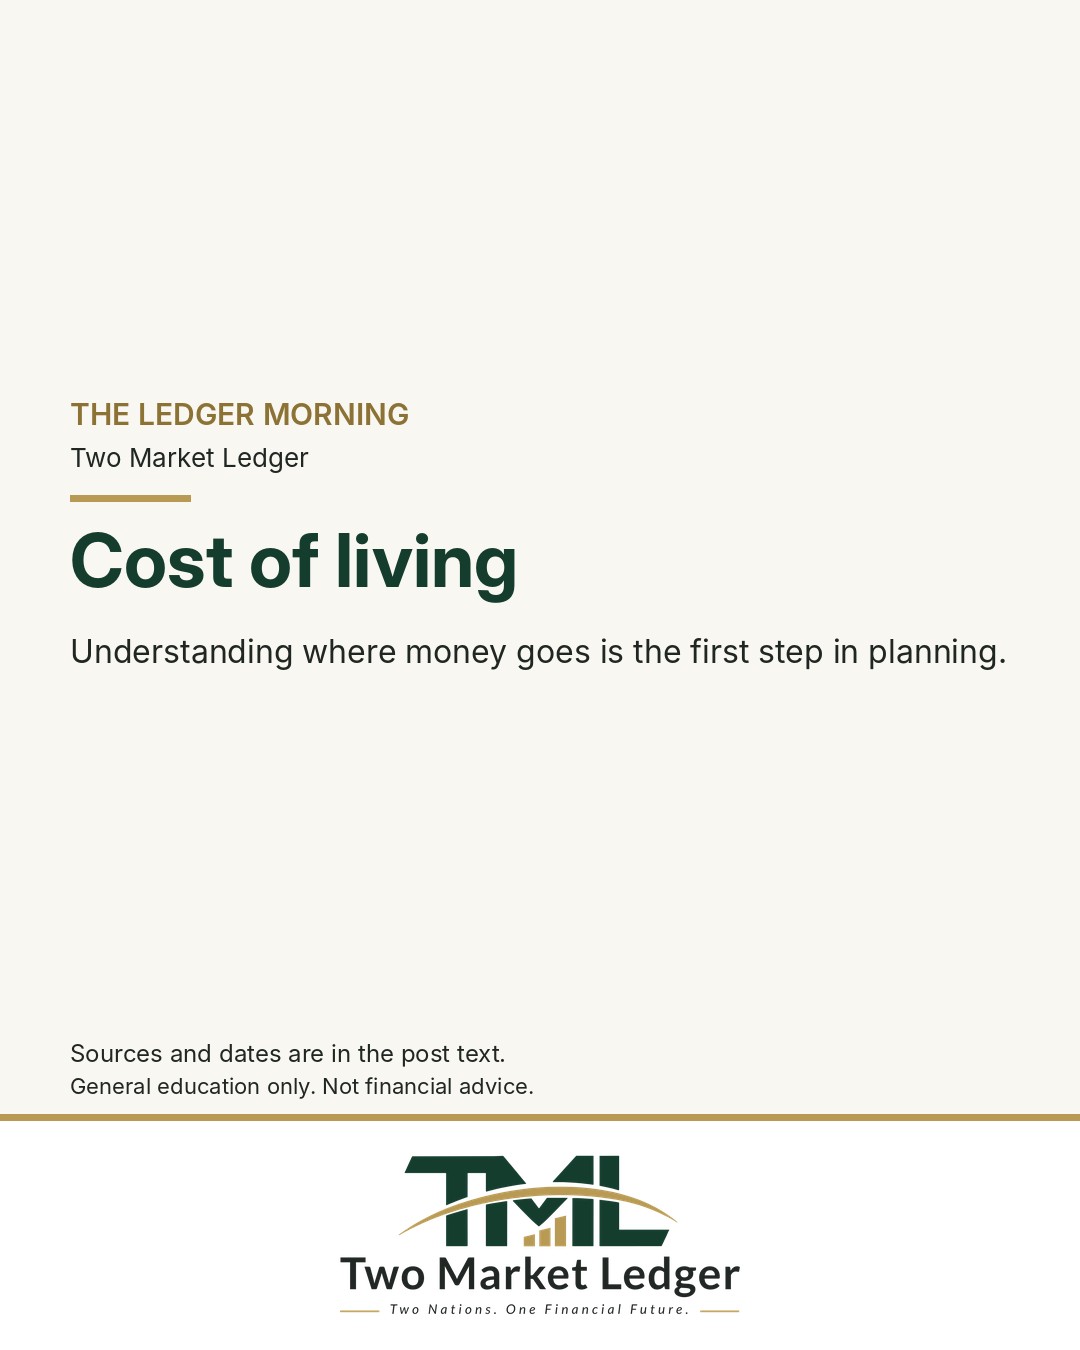 THE LEDGER MORNING
Two Market Ledger
Cost of living
Understanding where money goes is the first step in planning.
Sources and dates are in the post text.
General education only. Not financial advice.
TML
Two Market Ledger
Two Nations. One Financial Future.